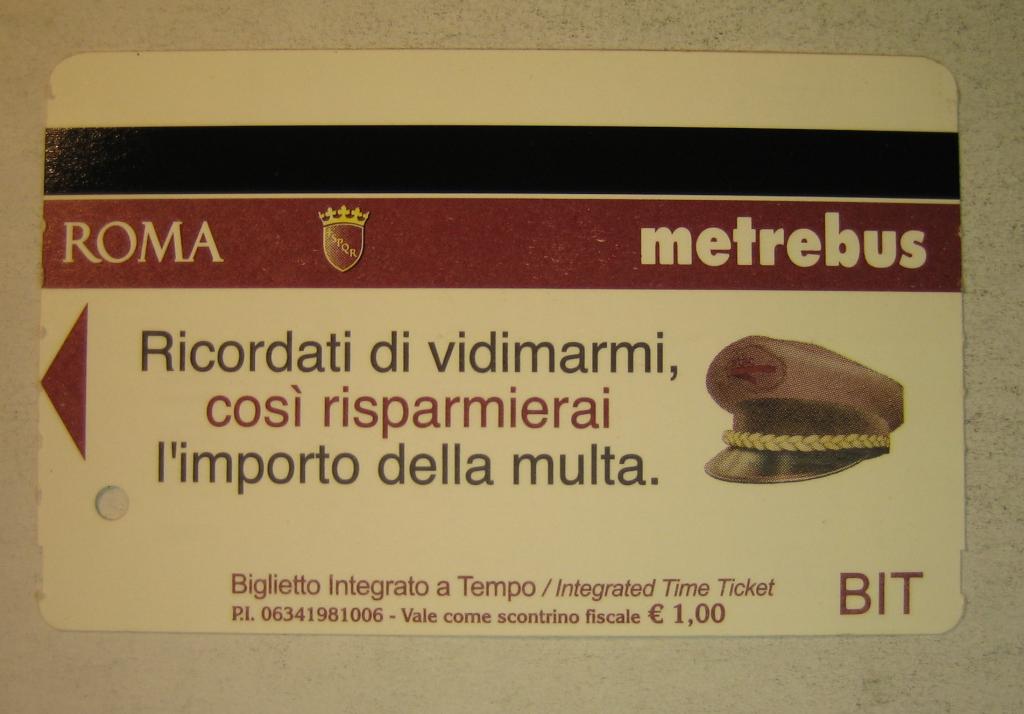 ROMA SPQR metrebus
Ricordati di vidimarmi,
così risparmierai
l'importo della multa.
Biglietto Integrato a Tempo / Integrated Time Ticket
P.I. 06341981006 - Vale come scontrino fiscale € 1,00
BIT